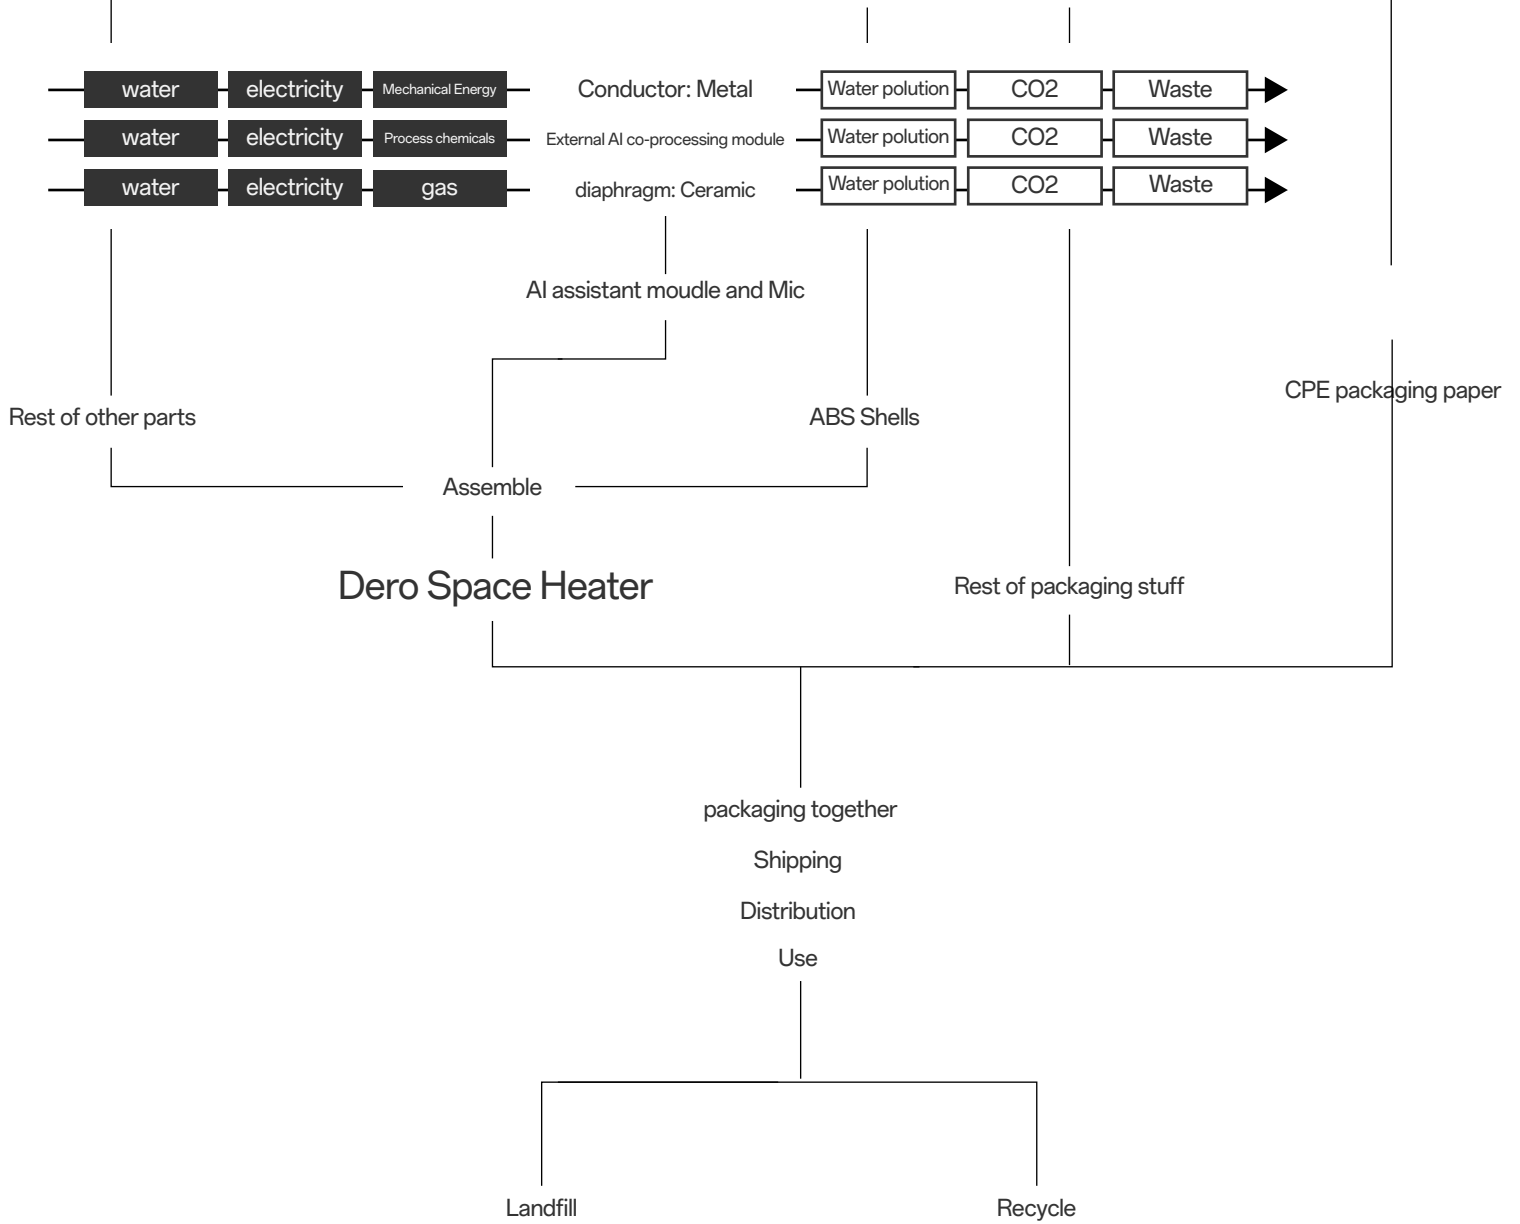 water electricity Mechanical Energy Conductor: Metal Water polution CO2 Waste
water electricity Process chemicals External AI co-processing module Water polution CO2 Waste
water electricity gas diaphragm: Ceramic Water polution CO2 Waste
AI assistant moudle and Mic
CPE packaging paper
Rest of other parts ABS Shells
Assemble
Dero Space Heater Rest of packaging stuff
packaging together
Shipping
Distribution
Use
Landfill Recycle